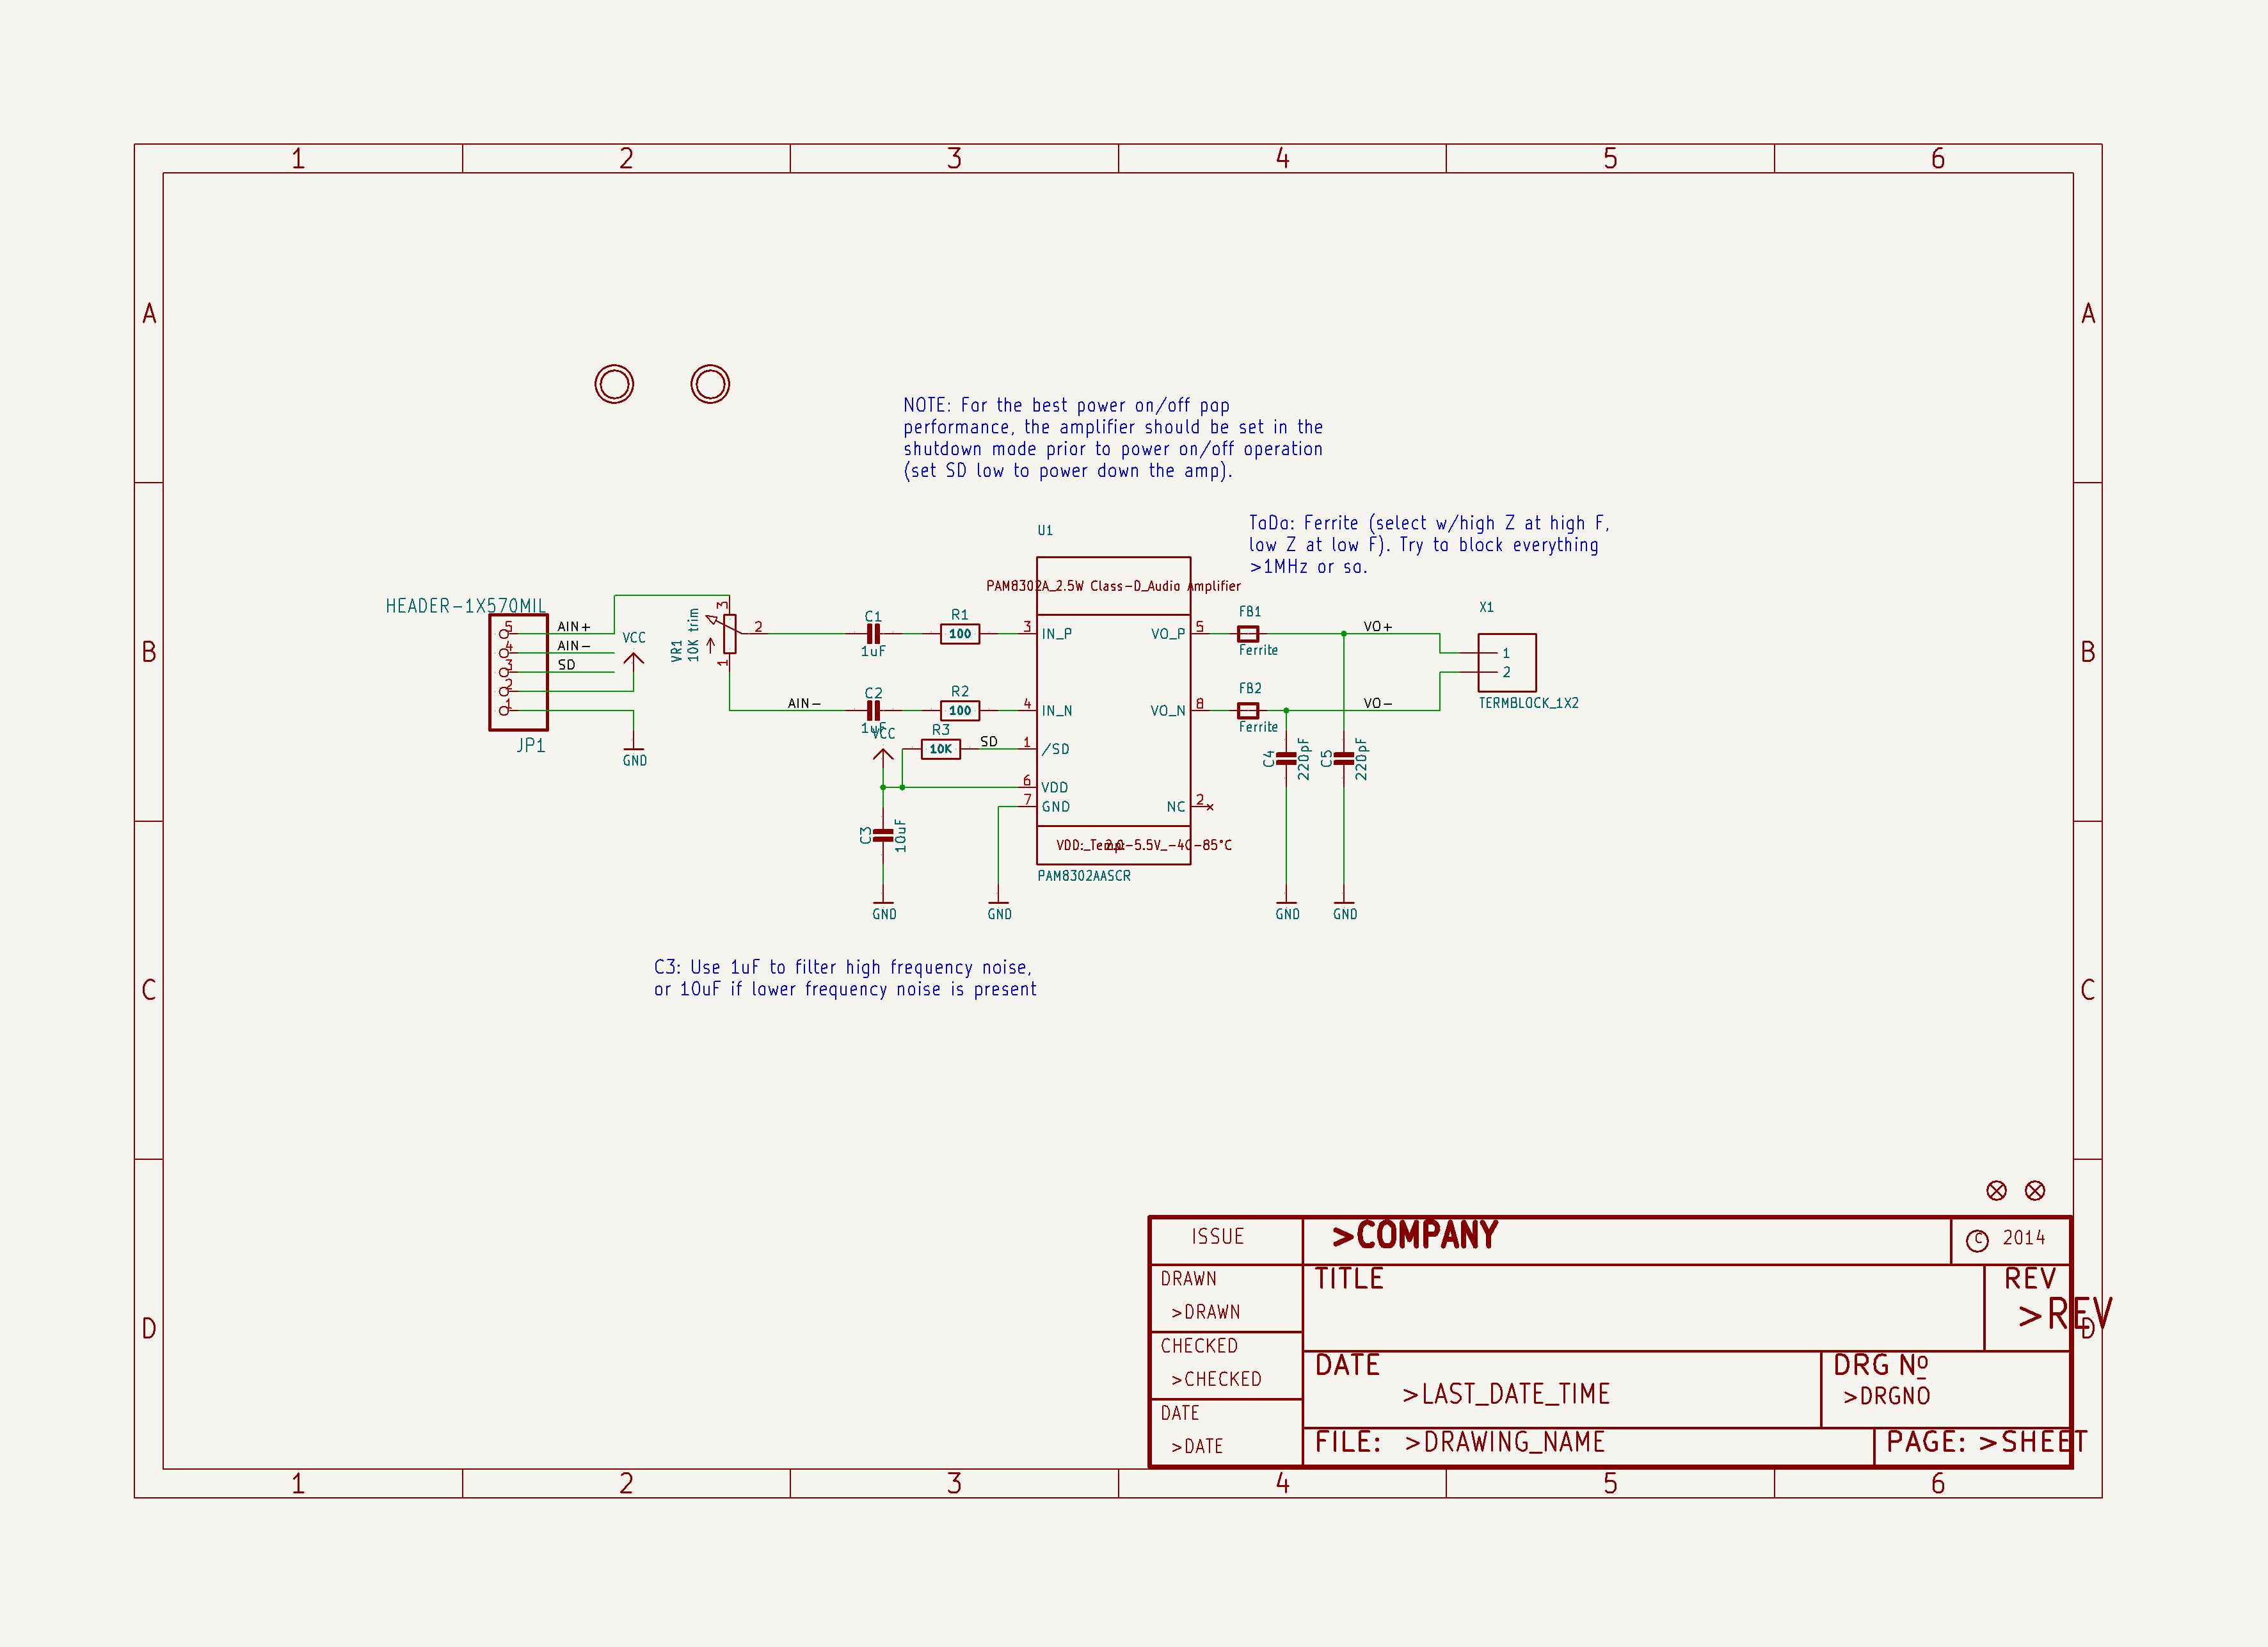 1 2 3 4 5 6
A A
NOTE: For the best power on/off pop
performance, the amplifier should be set in the
shutdown mode prior to power on/off operation
(set SD low to power down the amp).
ToDo: Ferrite (select w/high Z at high F,
low Z at low F). Try to block everything
>1MHz or so.
U1
PAM8302A_2.5W Class-D_Audio Amplifier
HEADER-1X570MIL
5 AIN+
4 AIN-
3 SD
2
1
JP1
VCC
GND
VR1
10K trim
3
2
1
C1
1uF
R1
100
3 IN_P
AIN-
C2
1uF
R2
100
4 IN_N
VCC
R3
10K
SD
1 /SD
6 VDD
7 GND
VO_P 5
VO_N 8
NC 2
VDD:_Temp:
2.0-5.5V_-40-85°C
PAM8302AASCR
C3
10uF
GND
GND
FB1
Ferrite
FB2
Ferrite
VO+
VO-
C4
220pF
C5
220pF
GND
GND
X1
1
2
TERMBLOCK_1X2
B B
C3: Use 1uF to filter high frequency noise,
or 10uF if lower frequency noise is present
C C
D D
ISSUE
>COMPANY
© 2014
DRAWN
>DRAWN
TITLE
REV
>REV
CHECKED
>CHECKED
DATE
>LAST_DATE_TIME
DRG Nº
>DRGNO
DATE
>DATE
FILE: >DRAWING_NAME
PAGE: >SHEET
1 2 3 4 5 6